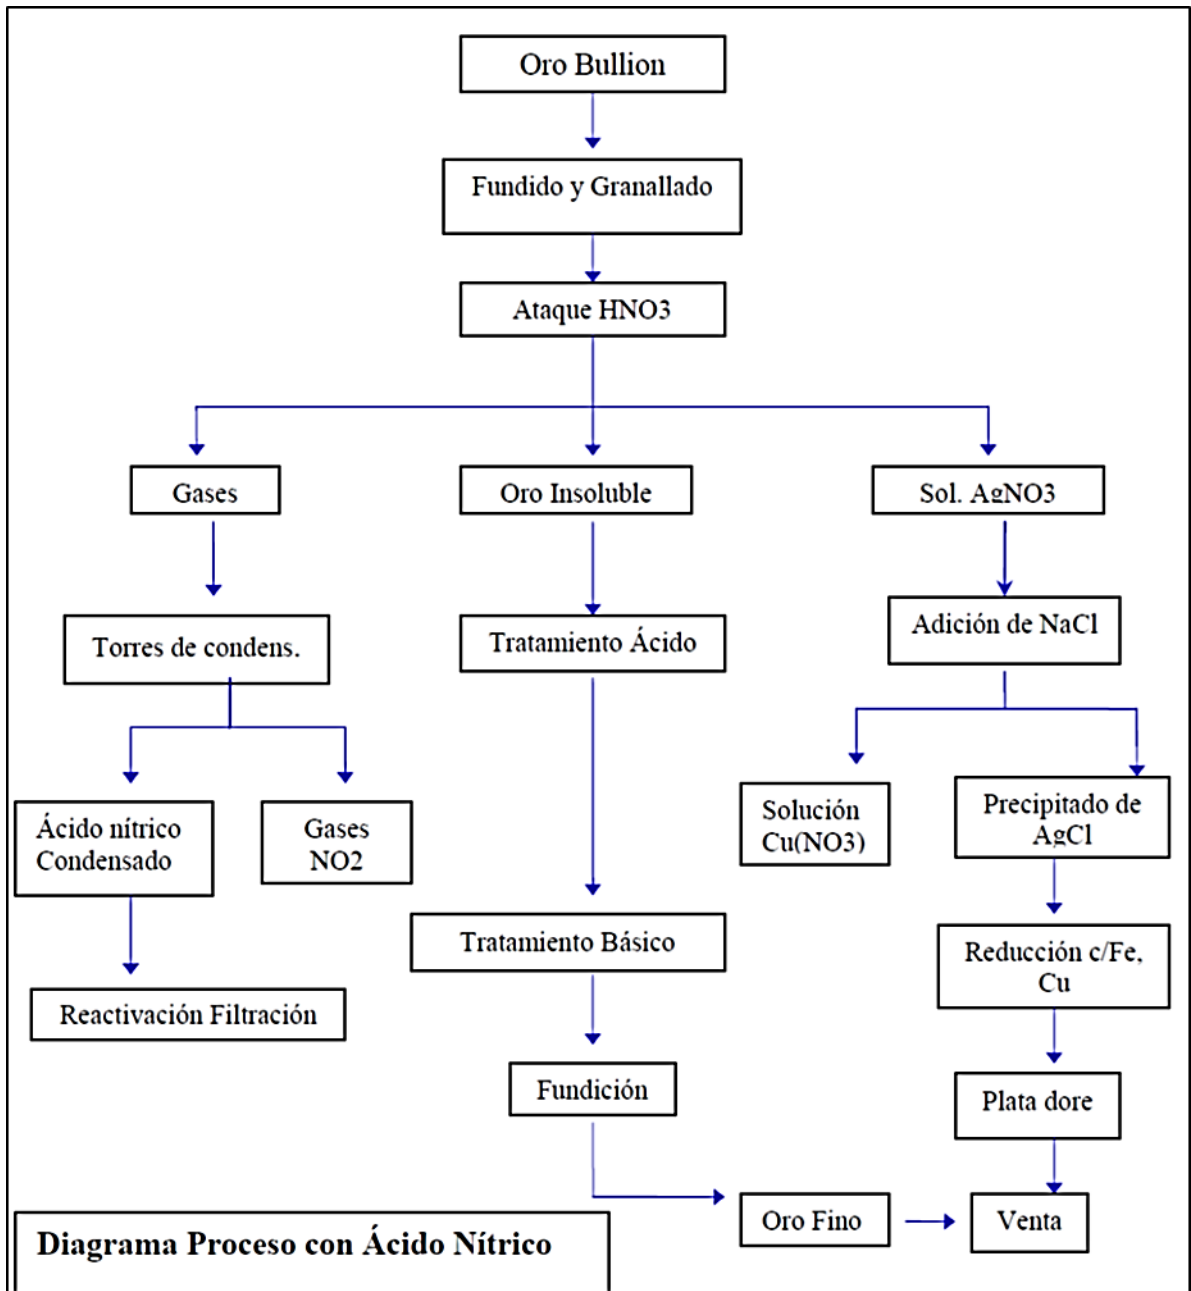 Oro Bullion
Fundido y Granallado
Ataque HNO3
Gases
Oro Insoluble
Sol. AgNO3
Torres de condens.
Tratamiento Ácido
Adición de NaCl
Ácido nítrico
Condensado
Gases
NO2
Solución
Cu(NO3)
Precipitado de
AgCl
Tratamiento Básico
Reducción c/Fe,
Cu
Reactivación Filtración
Fundición
Plata dore
Oro Fino
Venta
Diagrama Proceso con Ácido Nítrico